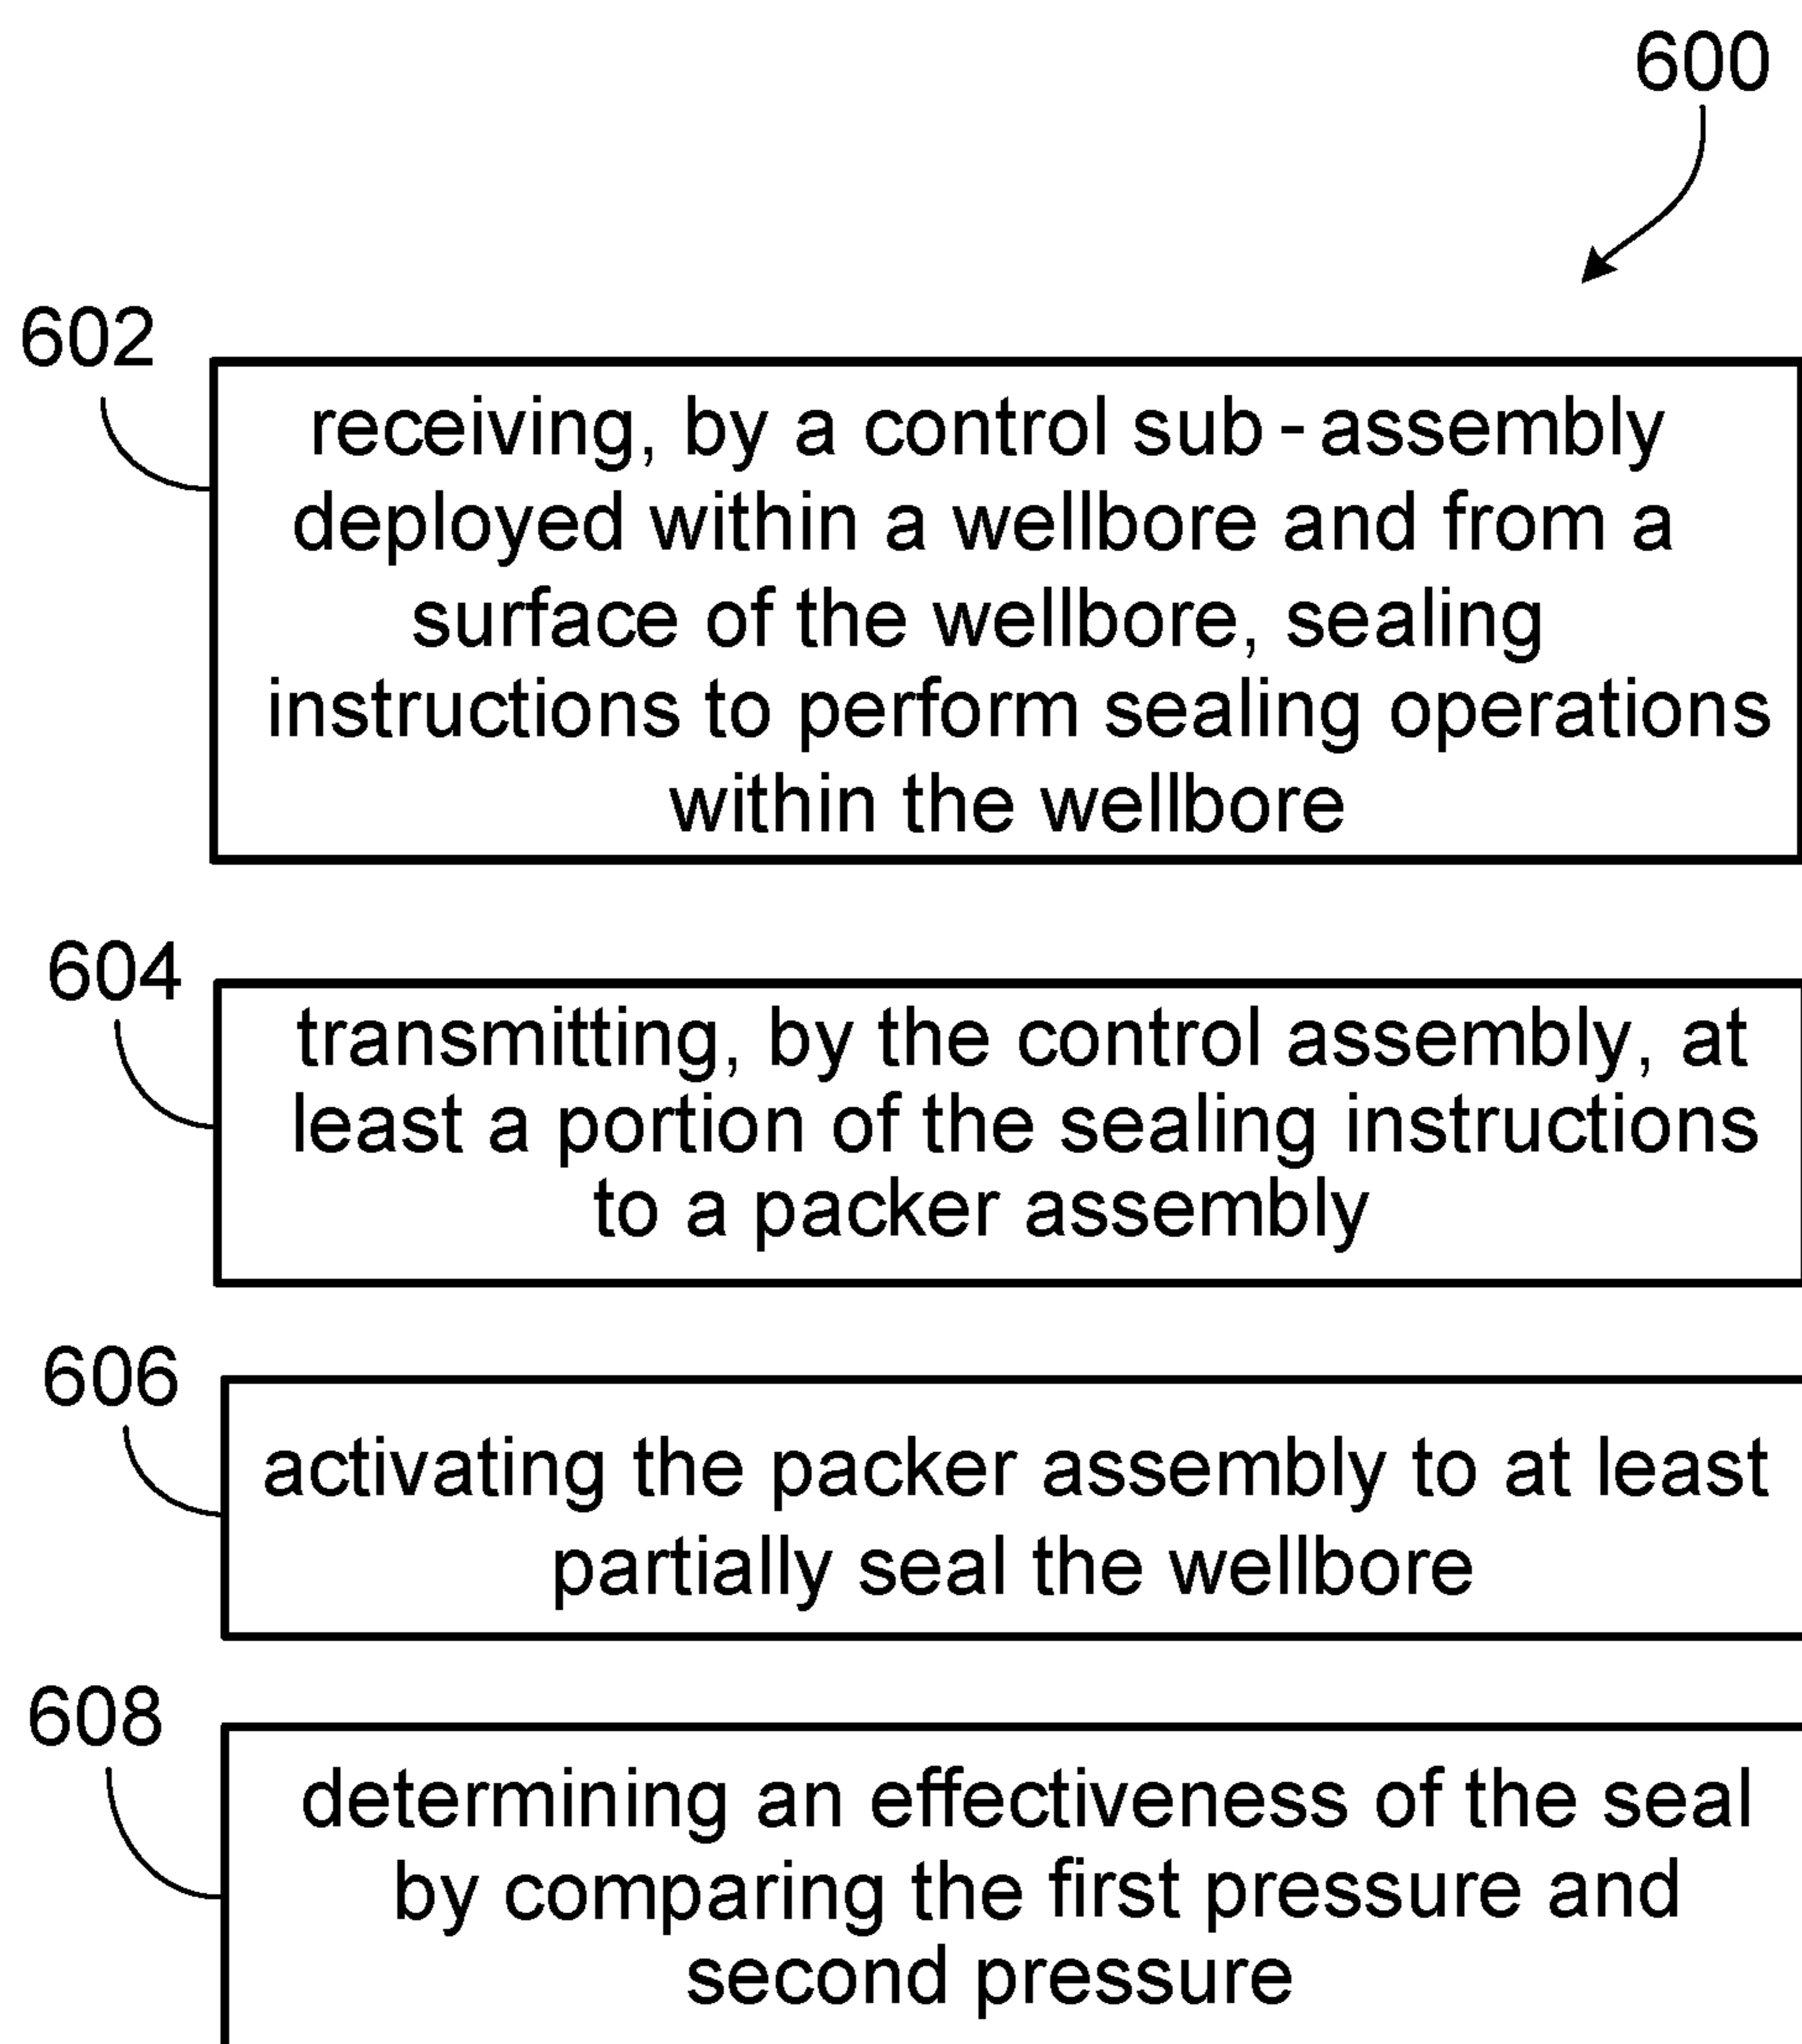 600
602
receiving, by a control sub-assembly
deployed within a wellbore and from a
surface of the wellbore, sealing
instructions to perform sealing operations
within the wellbore
604
transmitting, by the control assembly, at
least a portion of the sealing instructions
to a packer assembly
606
activating the packer assembly to at least
partially seal the wellbore
608
determining an effectiveness of the seal
by comparing the first pressure and
second pressure